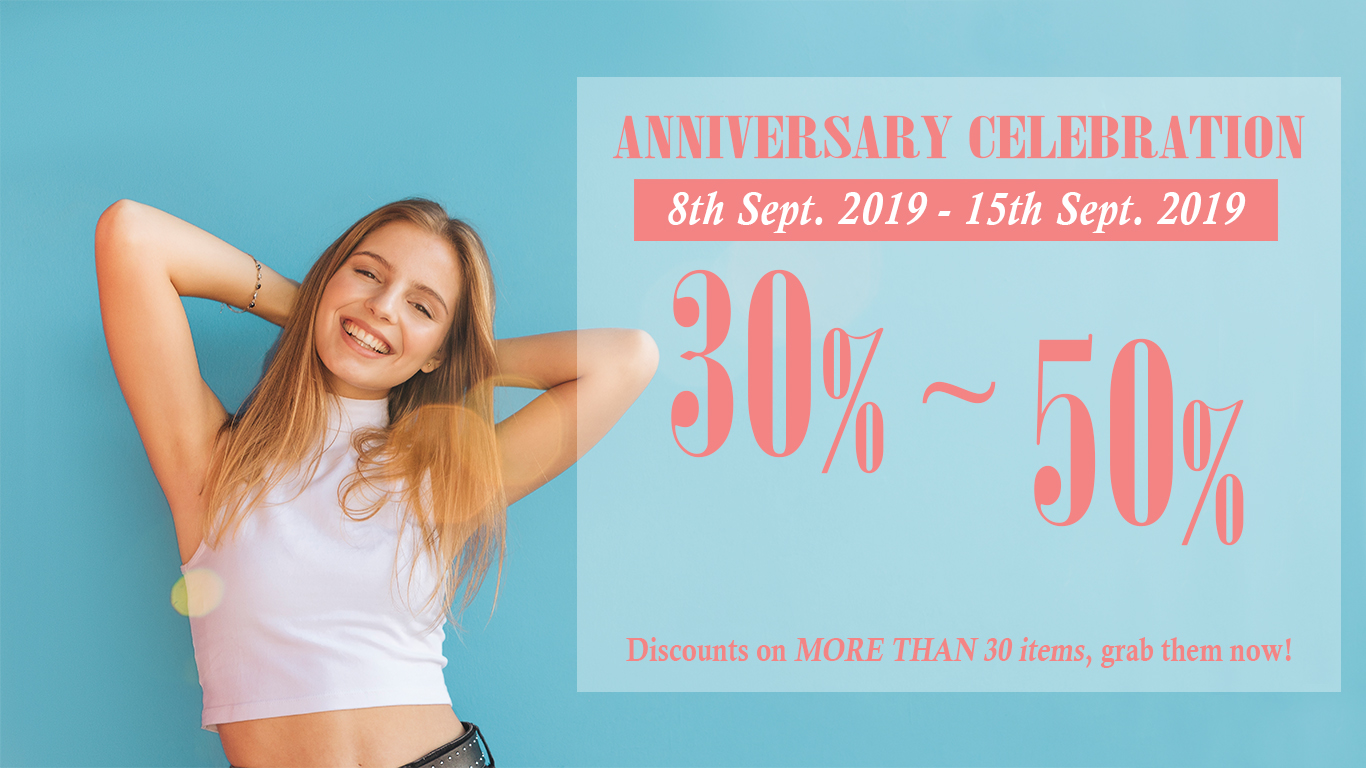 ANNIVERSARY CELEBRATION
8th Sept. 2019 - 15th Sept. 2019
30% ~ 50%
Discounts on MORE THAN 30 items, grab them now!